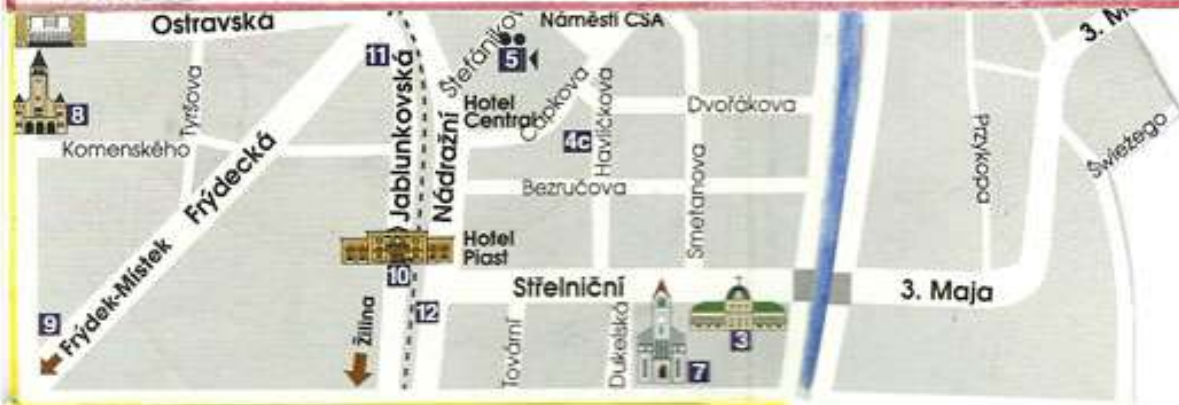 Ostravská
Náměstí ČSA
Štefánikova
11
5
Tyršova
8
Komenského
Frýdecká
Jablunkovská
Nádražní
Hotel
Central
Čapkova
4c
Havlíčkova
Dvořákova
Bezručova
Smetanova
Przykopa
Świeżego
Hotel
Piast
10
12
Střelniční
3. Maja
Frýdek-Místek
9
Žilina
Tovární
Dukelská
7
3